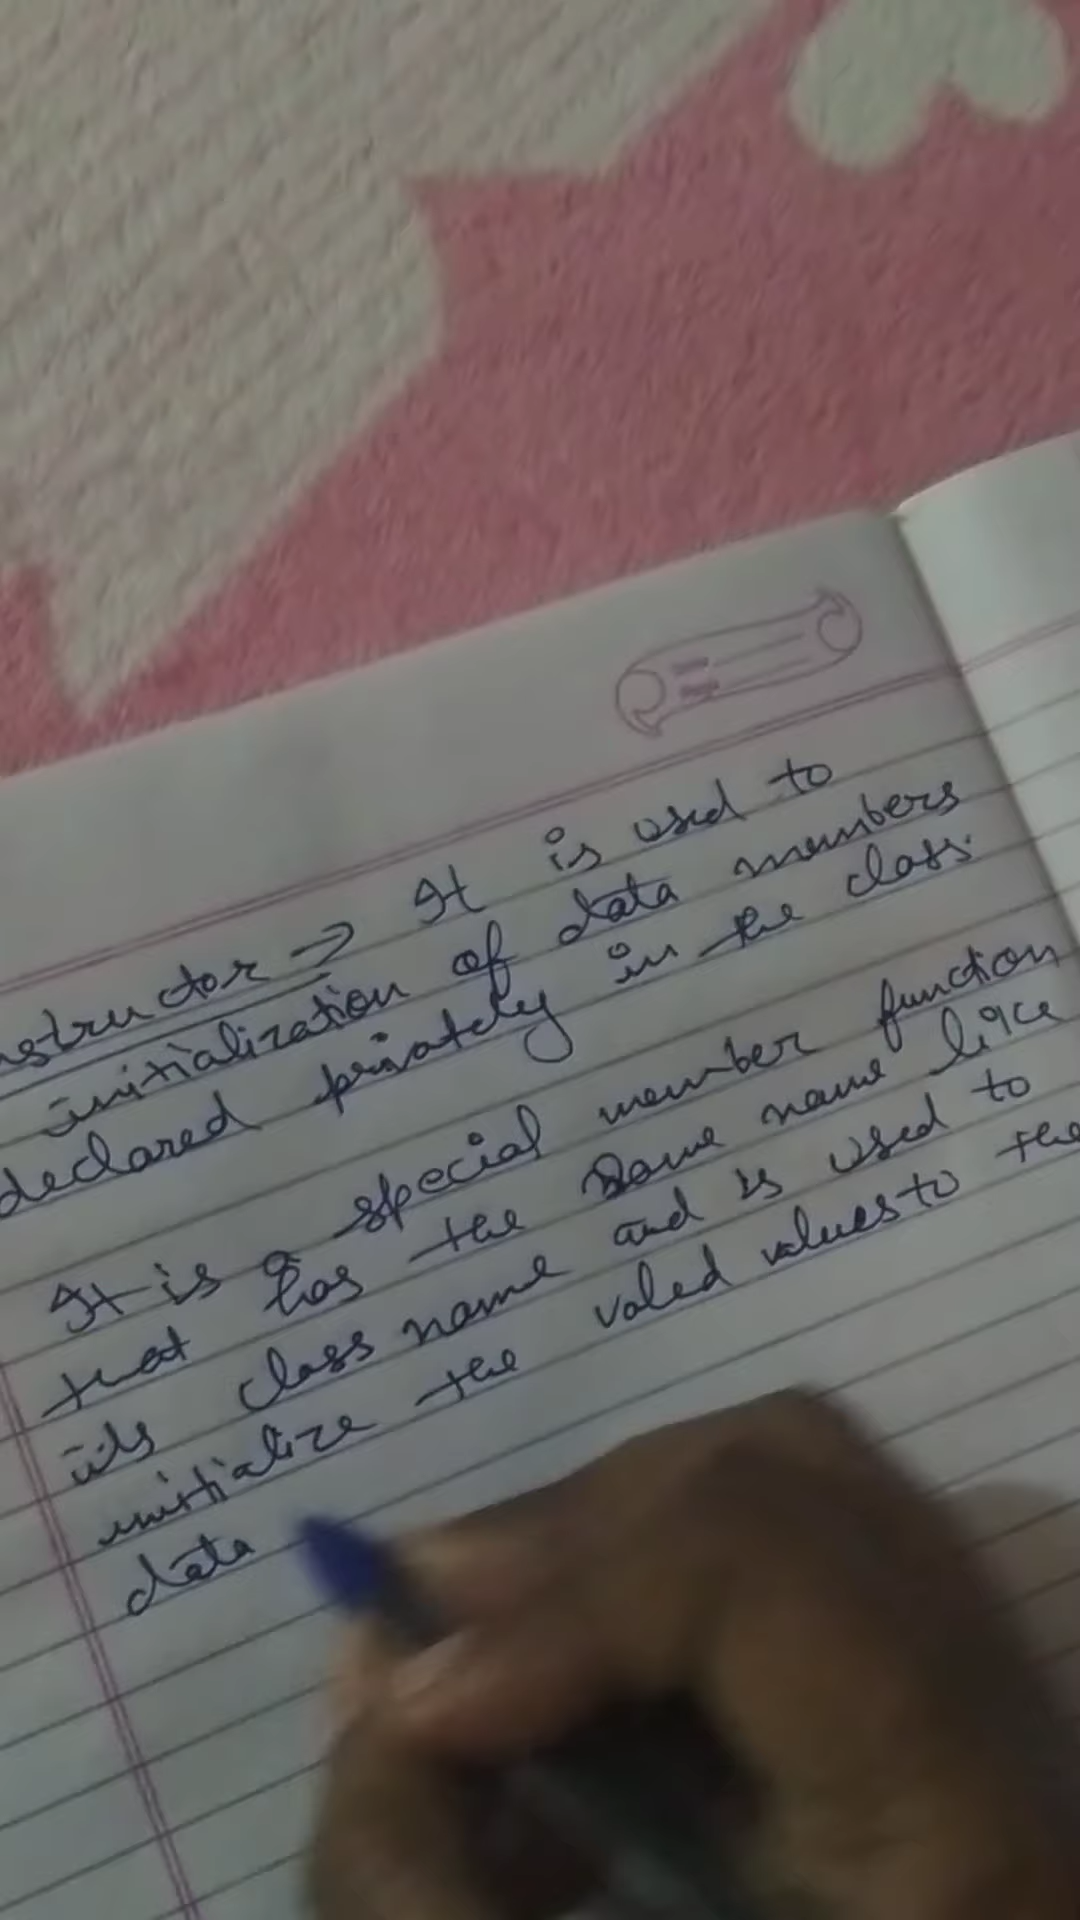 nstructor => It is used to
initialization of data members
declared privately in the class.
It is a special member function
that has the same name like
its class name and is used to
initialize the valed values to the
data